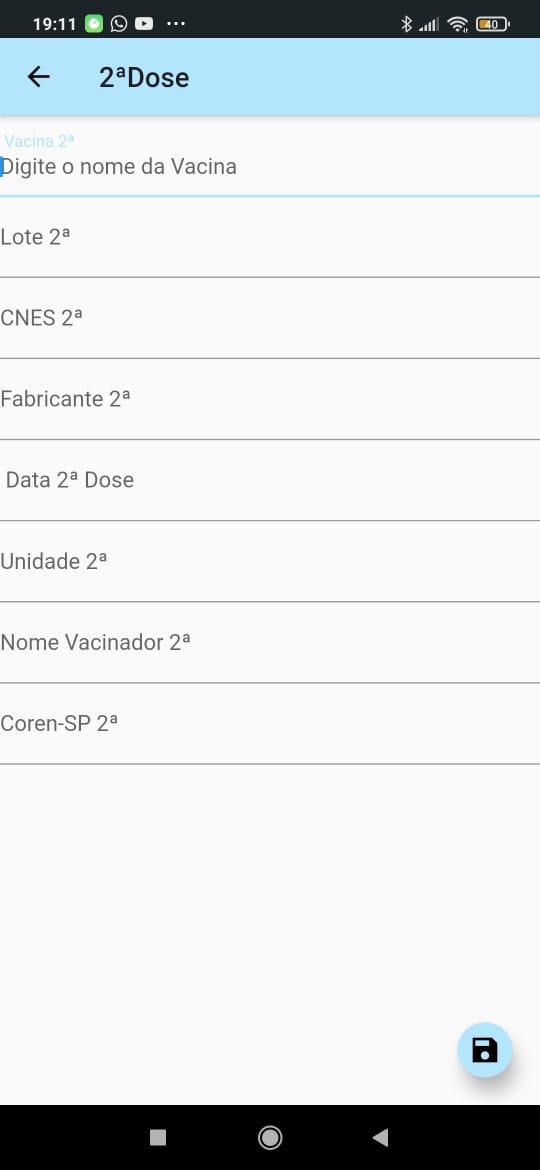 19:11
40
2ªDose
Vacina 2ª
Digite o nome da Vacina
Lote 2ª
CNES 2ª
Fabricante 2ª
Data 2ª Dose
Unidade 2ª
Nome Vacinador 2ª
Coren-SP 2ª